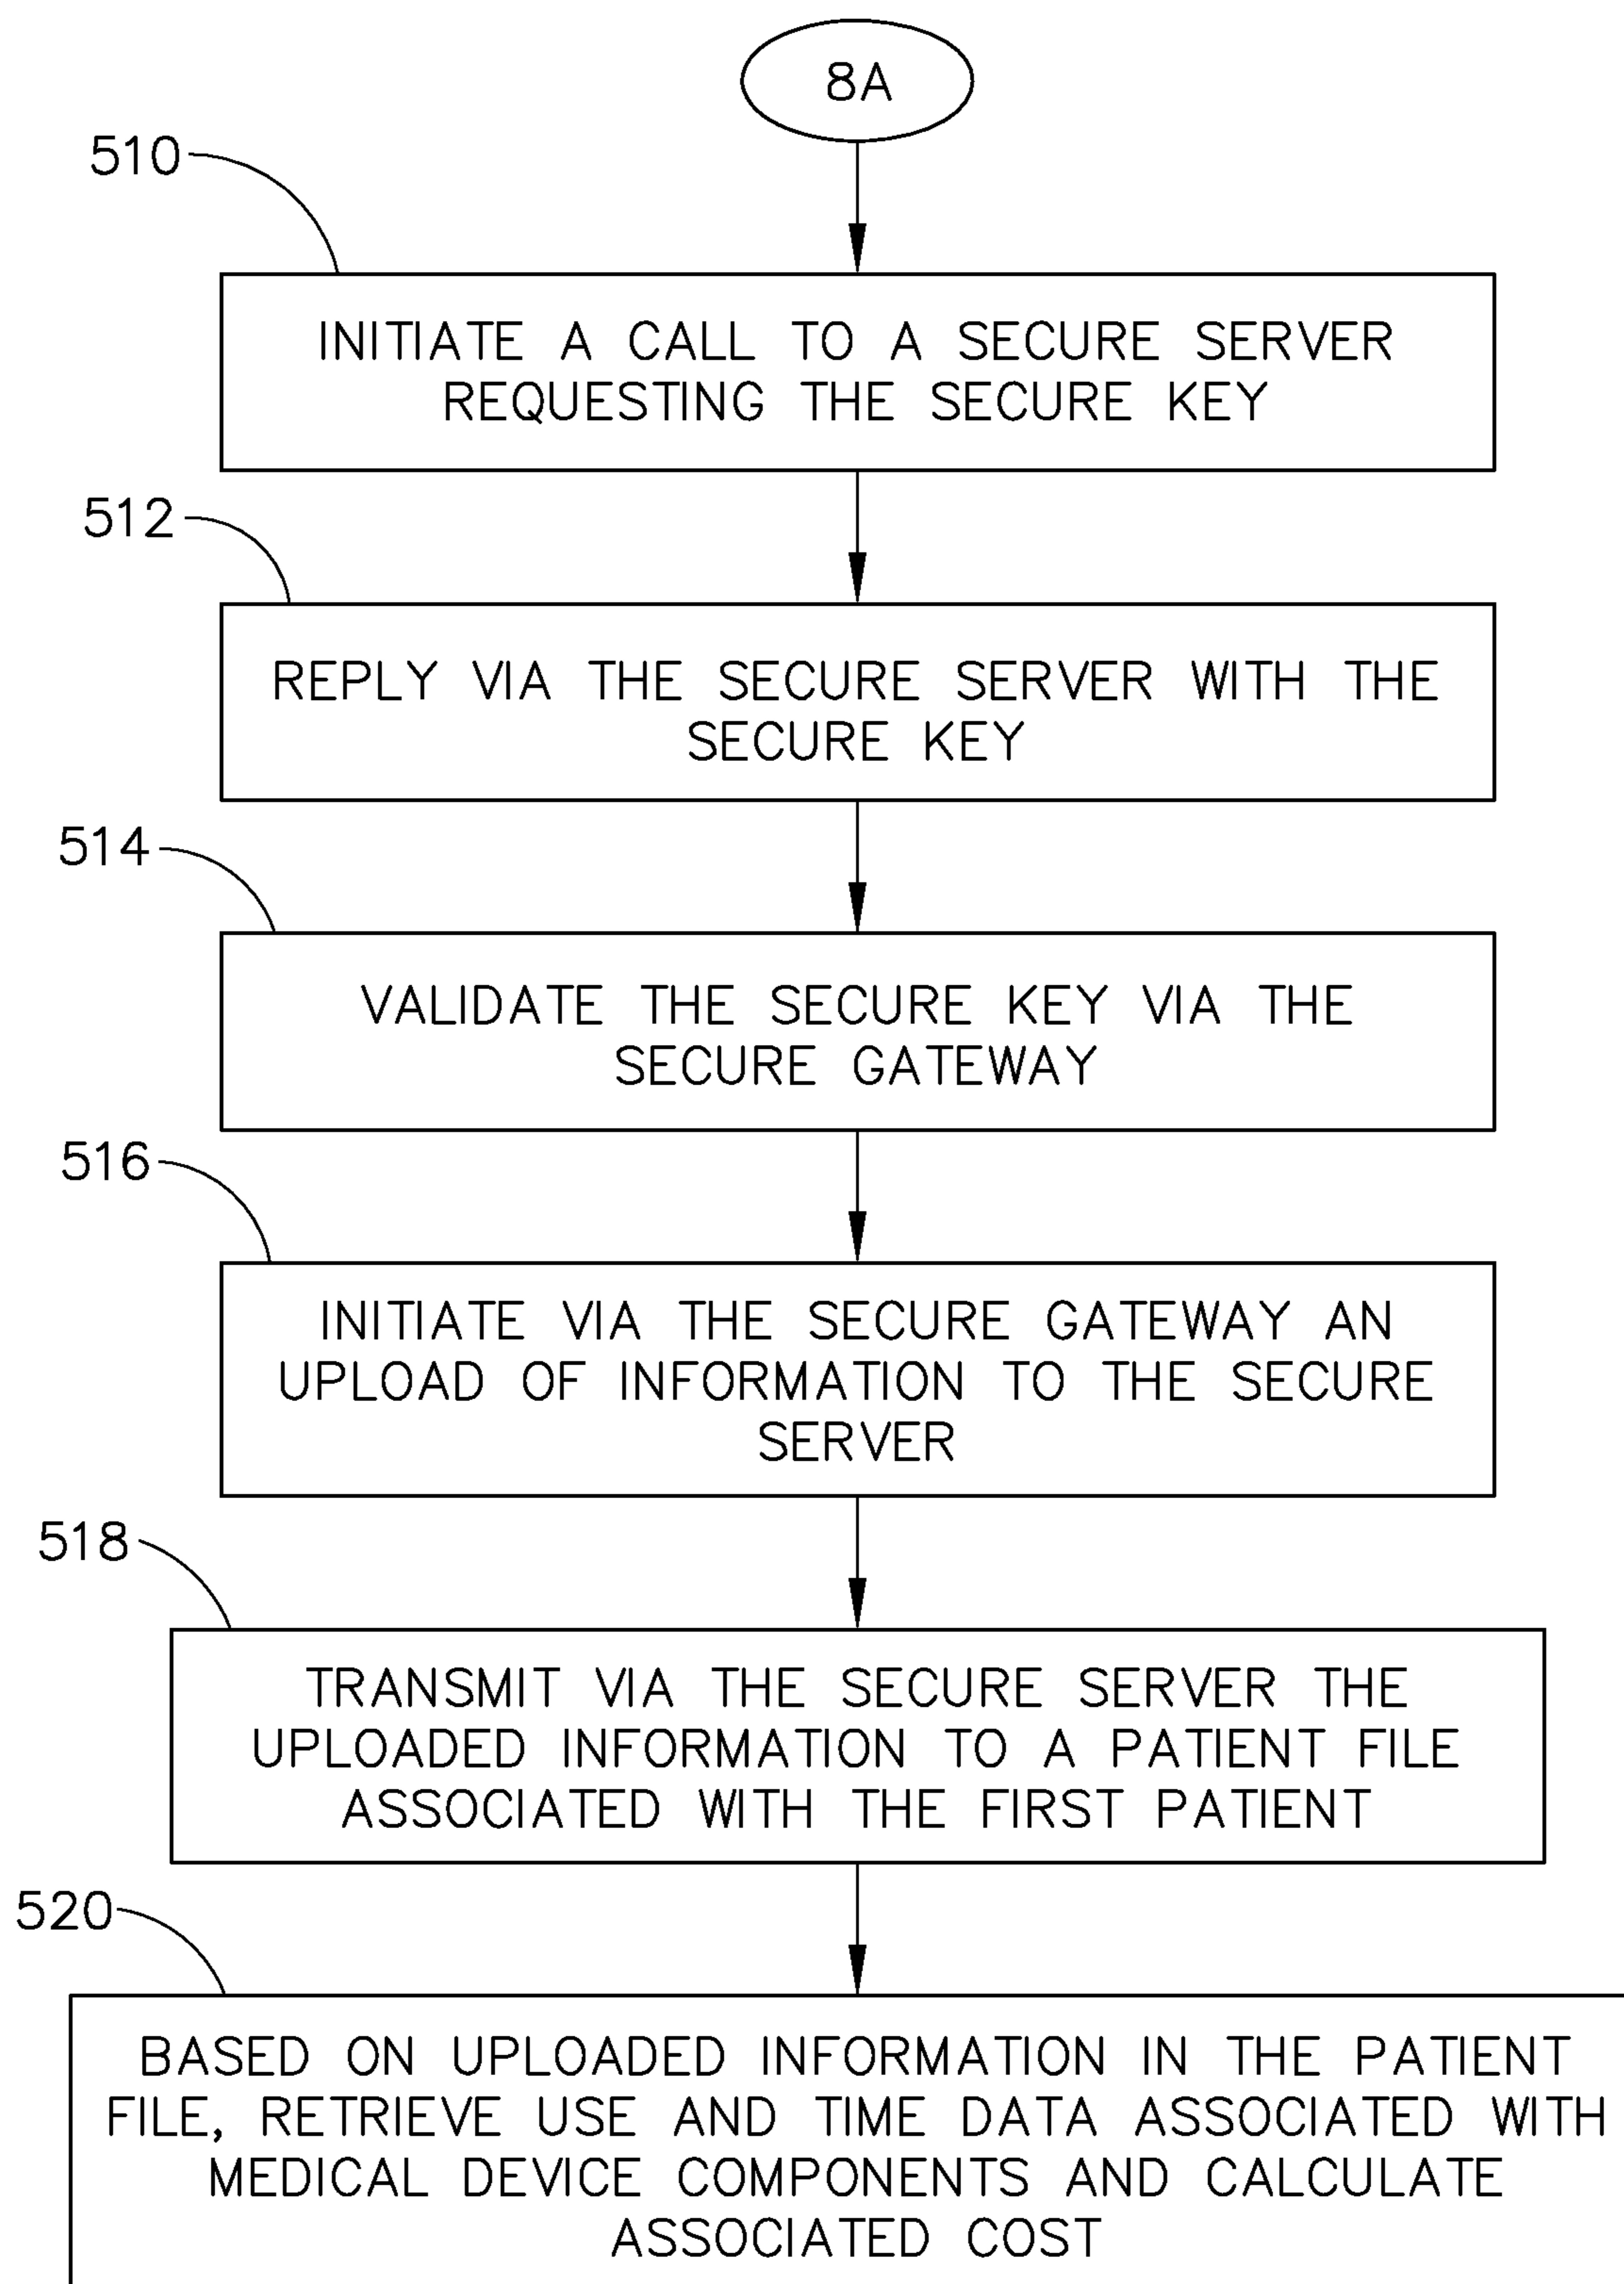 8A
510
INITIATE A CALL TO A SECURE SERVER
REQUESTING THE SECURE KEY
512
REPLY VIA THE SECURE SERVER WITH THE
SECURE KEY
514
VALIDATE THE SECURE KEY VIA THE
SECURE GATEWAY
516
INITIATE VIA THE SECURE GATEWAY AN
UPLOAD OF INFORMATION TO THE SECURE
SERVER
518
TRANSMIT VIA THE SECURE SERVER THE
UPLOADED INFORMATION TO A PATIENT FILE
ASSOCIATED WITH THE FIRST PATIENT
520
BASED ON UPLOADED INFORMATION IN THE PATIENT
FILE, RETRIEVE USE AND TIME DATA ASSOCIATED WITH
MEDICAL DEVICE COMPONENTS AND CALCULATE
ASSOCIATED COST